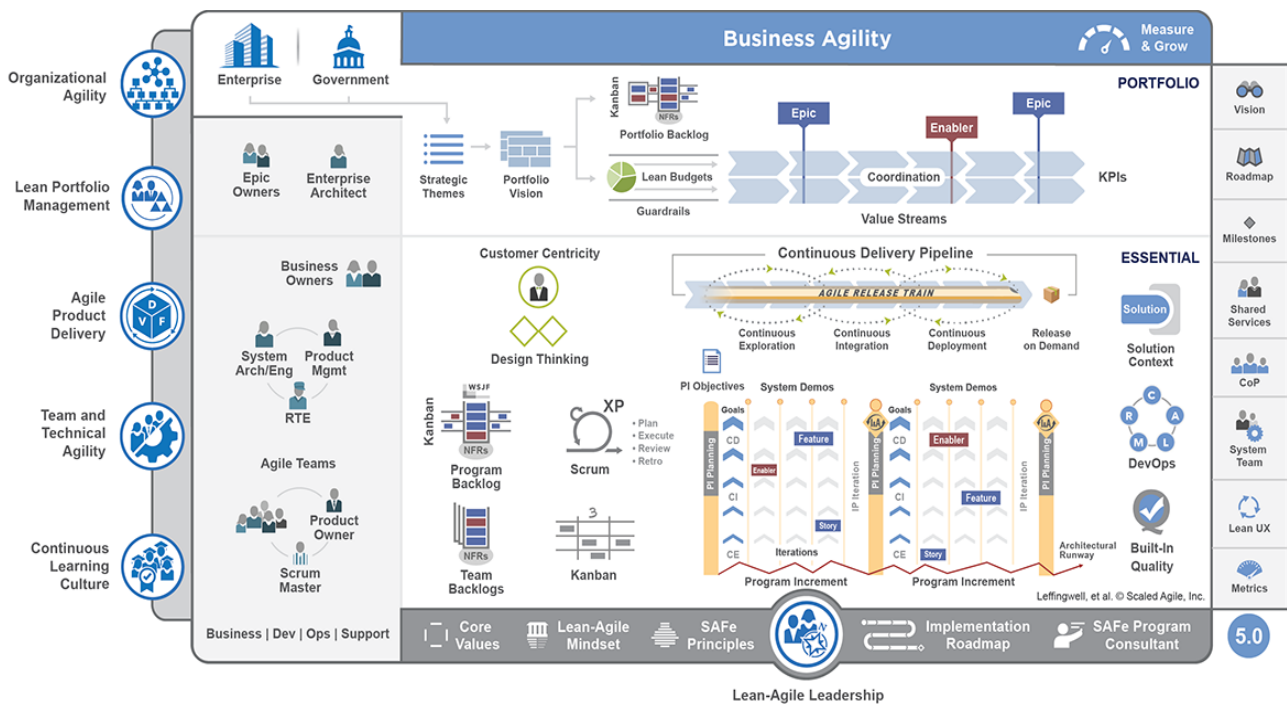 Business Agility
Measure
& Grow
Enterprise
Government
Organizational
Agility
Lean Portfolio
Management
Agile
Product
Delivery
D
V
F
Team and
Technical
Agility
Continuous
Learning
Culture
Epic
Owners
Enterprise
Architect
Business
Owners
System
Arch/Eng
Product
Mgmt
RTE
Agile Teams
Product
Owner
Scrum
Master
Business | Dev | Ops | Support
PORTFOLIO
Strategic
Themes
Portfolio
Vision
Kanban
NFRs
Portfolio Backlog
Lean Budgets
Guardrails
Epic
Enabler
Epic
Coordination
KPIs
Value Streams
ESSENTIAL
Customer Centricity
Design Thinking
Continuous Delivery Pipeline
AGILE RELEASE TRAIN
Continuous
Exploration
Continuous
Integration
Continuous
Deployment
Release
on Demand
Solution
Solution
Context
Kanban
WSJF
NFRs
Program
Backlog
XP
Scrum
• Plan
• Execute
• Review
• Retro
NFRs
Team
Backlogs
3
Kanban
PI Objectives
System Demos
System Demos
PI Planning
Goals
CD
CI
CE
Feature
Enabler
Story
Iterations
IP Iteration
I&A
PI Planning
Goals
CD
CI
CE
Enabler
Feature
Story
IP Iteration
I&A
PI Planning
Program Increment
Program Increment
Architectural
Runway
C
A
L
M
R
DevOps
Built-In
Quality
Leffingwell, et al. © Scaled Agile, Inc.
Vision
Roadmap
Milestones
Shared
Services
CoP
System
Team
Lean UX
Metrics
5.0
Core
Values
Lean-Agile
Mindset
SAFe
Principles
N
Implementation
Roadmap
SAFe Program
Consultant
Lean-Agile Leadership